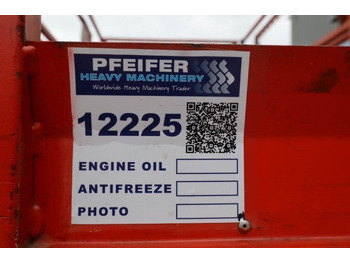 PFEIFER
HEAVY MACHINERY
Worldwide Heavy Machinery Trader
12225
ENGINE OIL
ANTIFREEZE
PHOTO